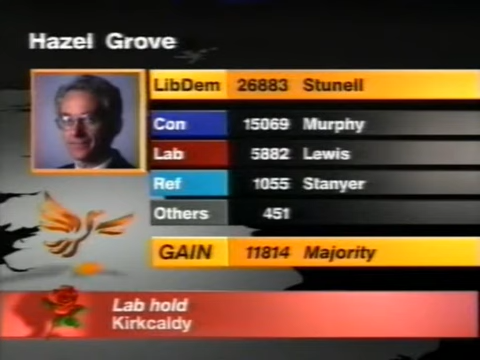 Hazel Grove
LibDem 26883 Stunell
Con 15069 Murphy
Lab 5882 Lewis
Ref 1055 Stanyer
Others 451
GAIN 11814 Majority
Lab hold
Kirkcaldy